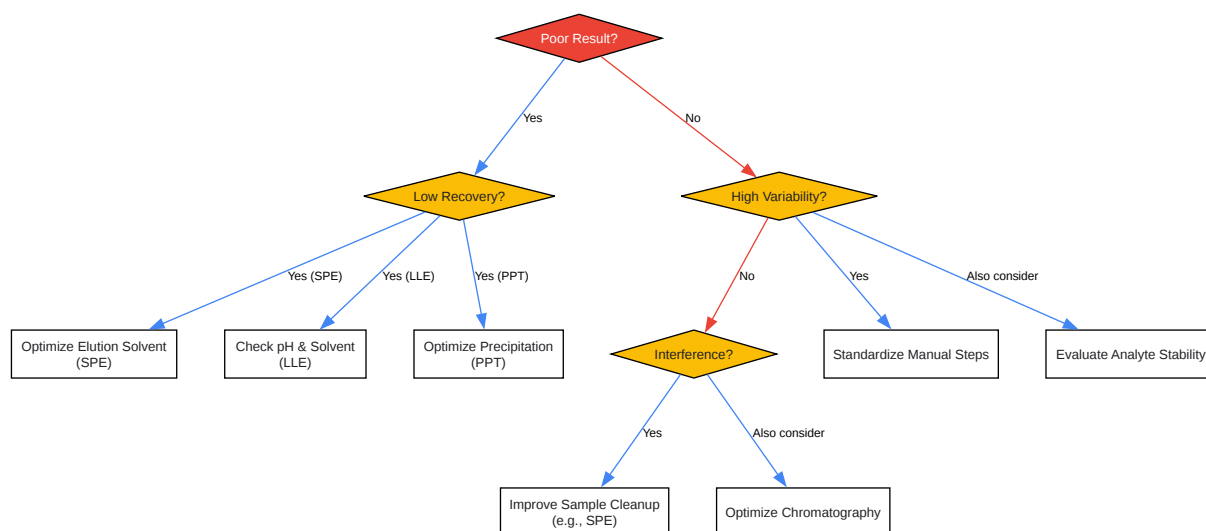 Poor Result?
Yes
No
Low Recovery?
High Variability?
Yes (SPE)
Yes (LLE)
Yes (PPT)
No
Yes
Also consider
Optimize Elution Solvent
(SPE)
Check pH & Solvent
(LLE)
Optimize Precipitation
(PPT)
Interference?
Standardize Manual Steps
Evaluate Analyte Stability
Yes
Also consider
Improve Sample Cleanup
(e.g., SPE)
Optimize Chromatography